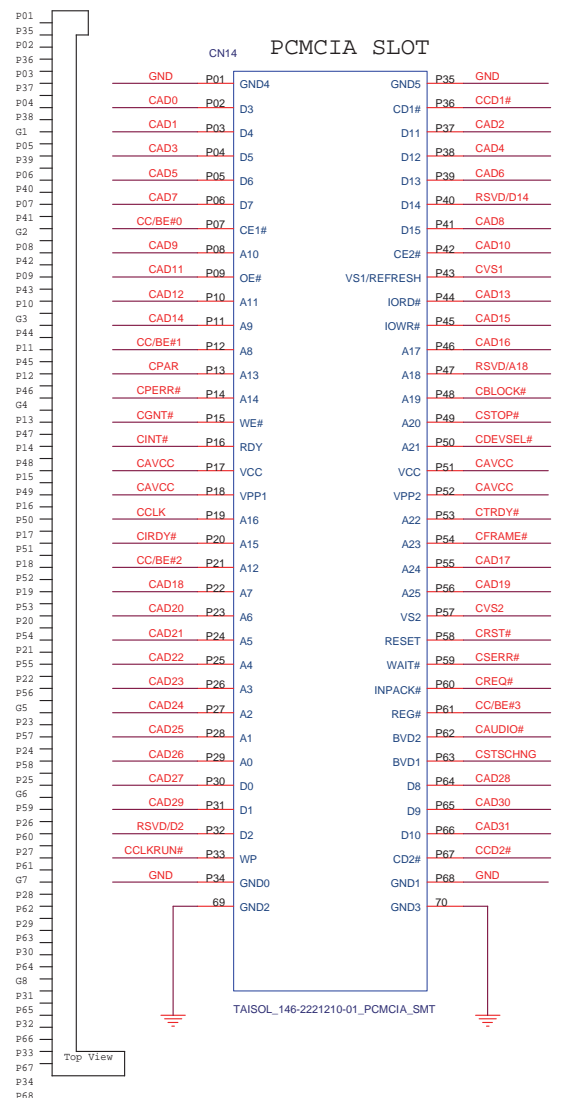 P01
P35
P02
P36
P03
P37
P04
P38
G1
P05
P39
P06
P40
P07
P41
G2
P08
P42
P09
P43
P10
G3
P44
P11
P45
P12
P46
G4
P13
P47
P14
P48
P15
P49
P16
P50
P17
P51
P18
P52
P19
P53
P20
P54
P21
P55
P22
P56
G5
P23
P57
P24
P58
P25
G6
P59
P26
P60
P27
P61
G7
P28
P62
P29
P63
P30
P64
G8
P31
P65
P32
P66
P33
P67
P34
P68
Top View
CN14 PCMCIA SLOT
GND P01 GND4 GND5 P35 GND
CAD0 P02 D3 CD1# P36 CCD1#
CAD1 P03 D4 D11 P37 CAD2
CAD3 P04 D5 D12 P38 CAD4
CAD5 P05 D6 D13 P39 CAD6
CAD7 P06 D7 D14 P40 RSVD/D14
CC/BE#0 P07 CE1# D15 P41 CAD8
CAD9 P08 A10 CE2# P42 CAD10
CAD11 P09 OE# VS1/REFRESH P43 CVS1
CAD12 P10 A11 IORD# P44 CAD13
CAD14 P11 A9 IOWR# P45 CAD15
CC/BE#1 P12 A8 A17 P46 CAD16
CPAR P13 A13 A18 P47 RSVD/A18
CPERR# P14 A14 A19 P48 CBLOCK#
CGNT# P15 WE# A20 P49 CSTOP#
CINT# P16 RDY A21 P50 CDEVSEL#
CAVCC P17 VCC VCC P51 CAVCC
CAVCC P18 VPP1 VPP2 P52 CAVCC
CCLK P19 A16 A22 P53 CTRDY#
CIRDY# P20 A15 A23 P54 CFRAME#
CC/BE#2 P21 A12 A24 P55 CAD17
CAD18 P22 A7 A25 P56 CAD19
CAD20 P23 A6 VS2 P57 CVS2
CAD21 P24 A5 RESET P58 CRST#
CAD22 P25 A4 WAIT# P59 CSERR#
CAD23 P26 A3 INPACK# P60 CREQ#
CAD24 P27 A2 REG# P61 CC/BE#3
CAD25 P28 A1 BVD2 P62 CAUDIO#
CAD26 P29 A0 BVD1 P63 CSTSCHNG
CAD27 P30 D0 D8 P64 CAD28
CAD29 P31 D1 D9 P65 CAD30
RSVD/D2 P32 D2 D10 P66 CAD31
CCLKRUN# P33 WP CD2# P67 CCD2#
GND P34 GND0 GND1 P68 GND
69 GND2 GND3 70
TAISOL_146-2221210-01_PCMCIA_SMT